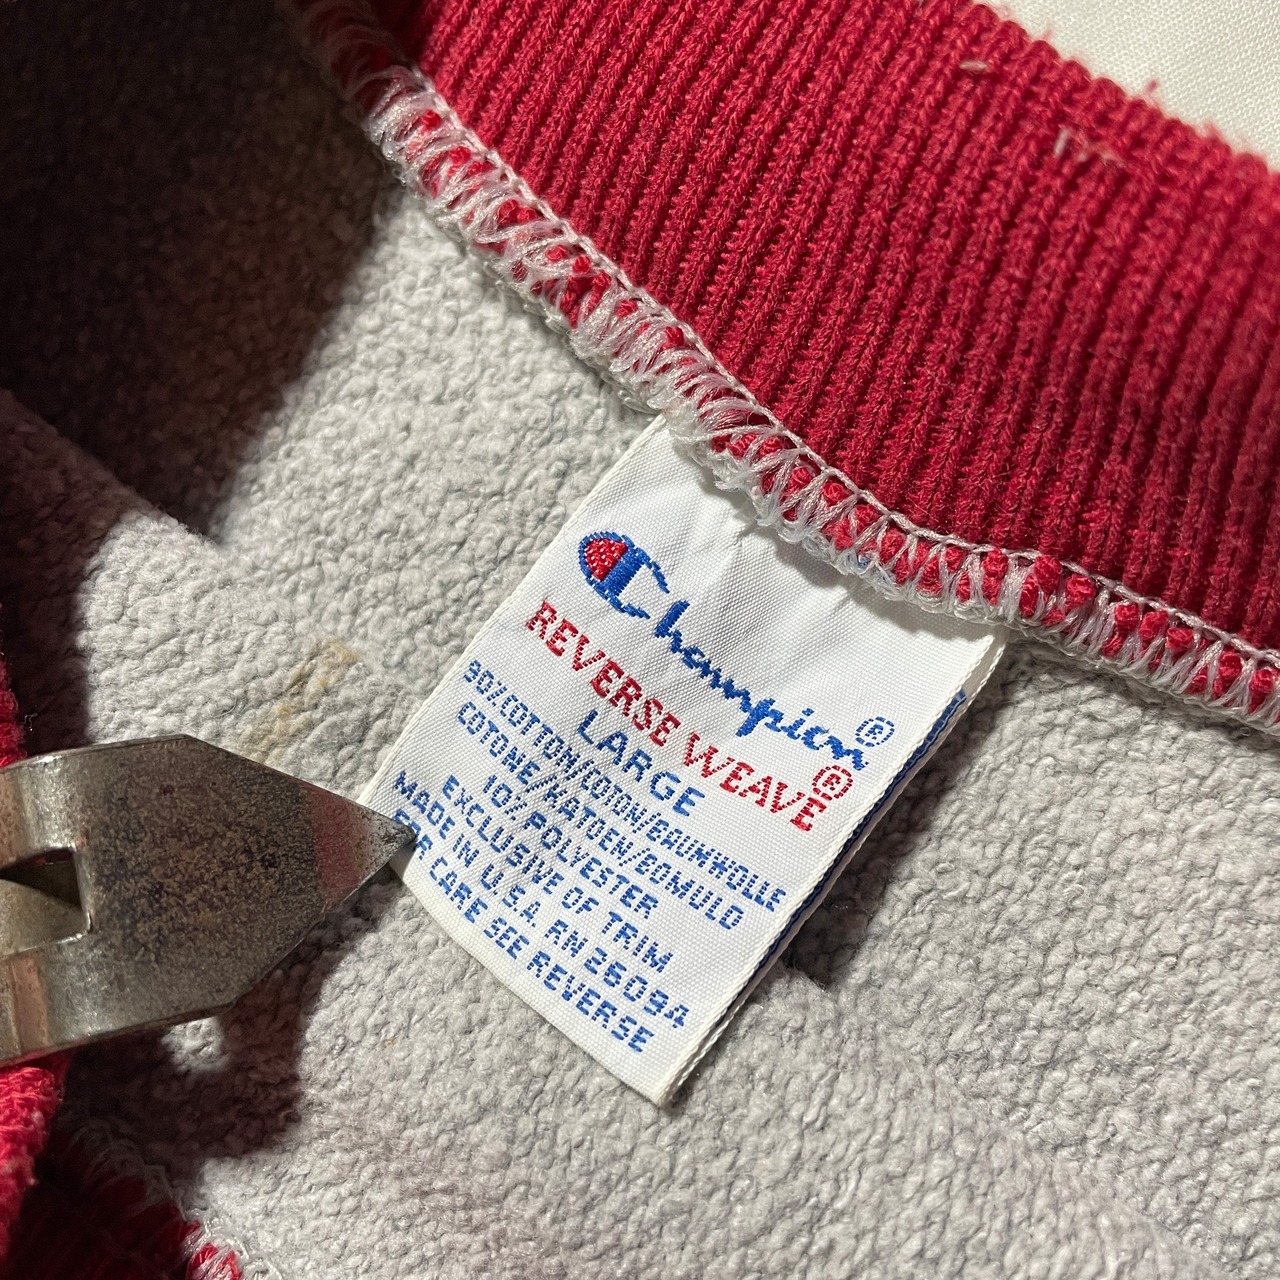 Champion®
REVERSE WEAVE®
LARGE
90%COTTON/COTON/BAUMWOLLE
COTONE/KATOEN/BOMULD
10% POLYESTER
EXCLUSIVE OF TRIM
MADE IN U.S.A. RN 26094
FOR CARE SEE REVERSE